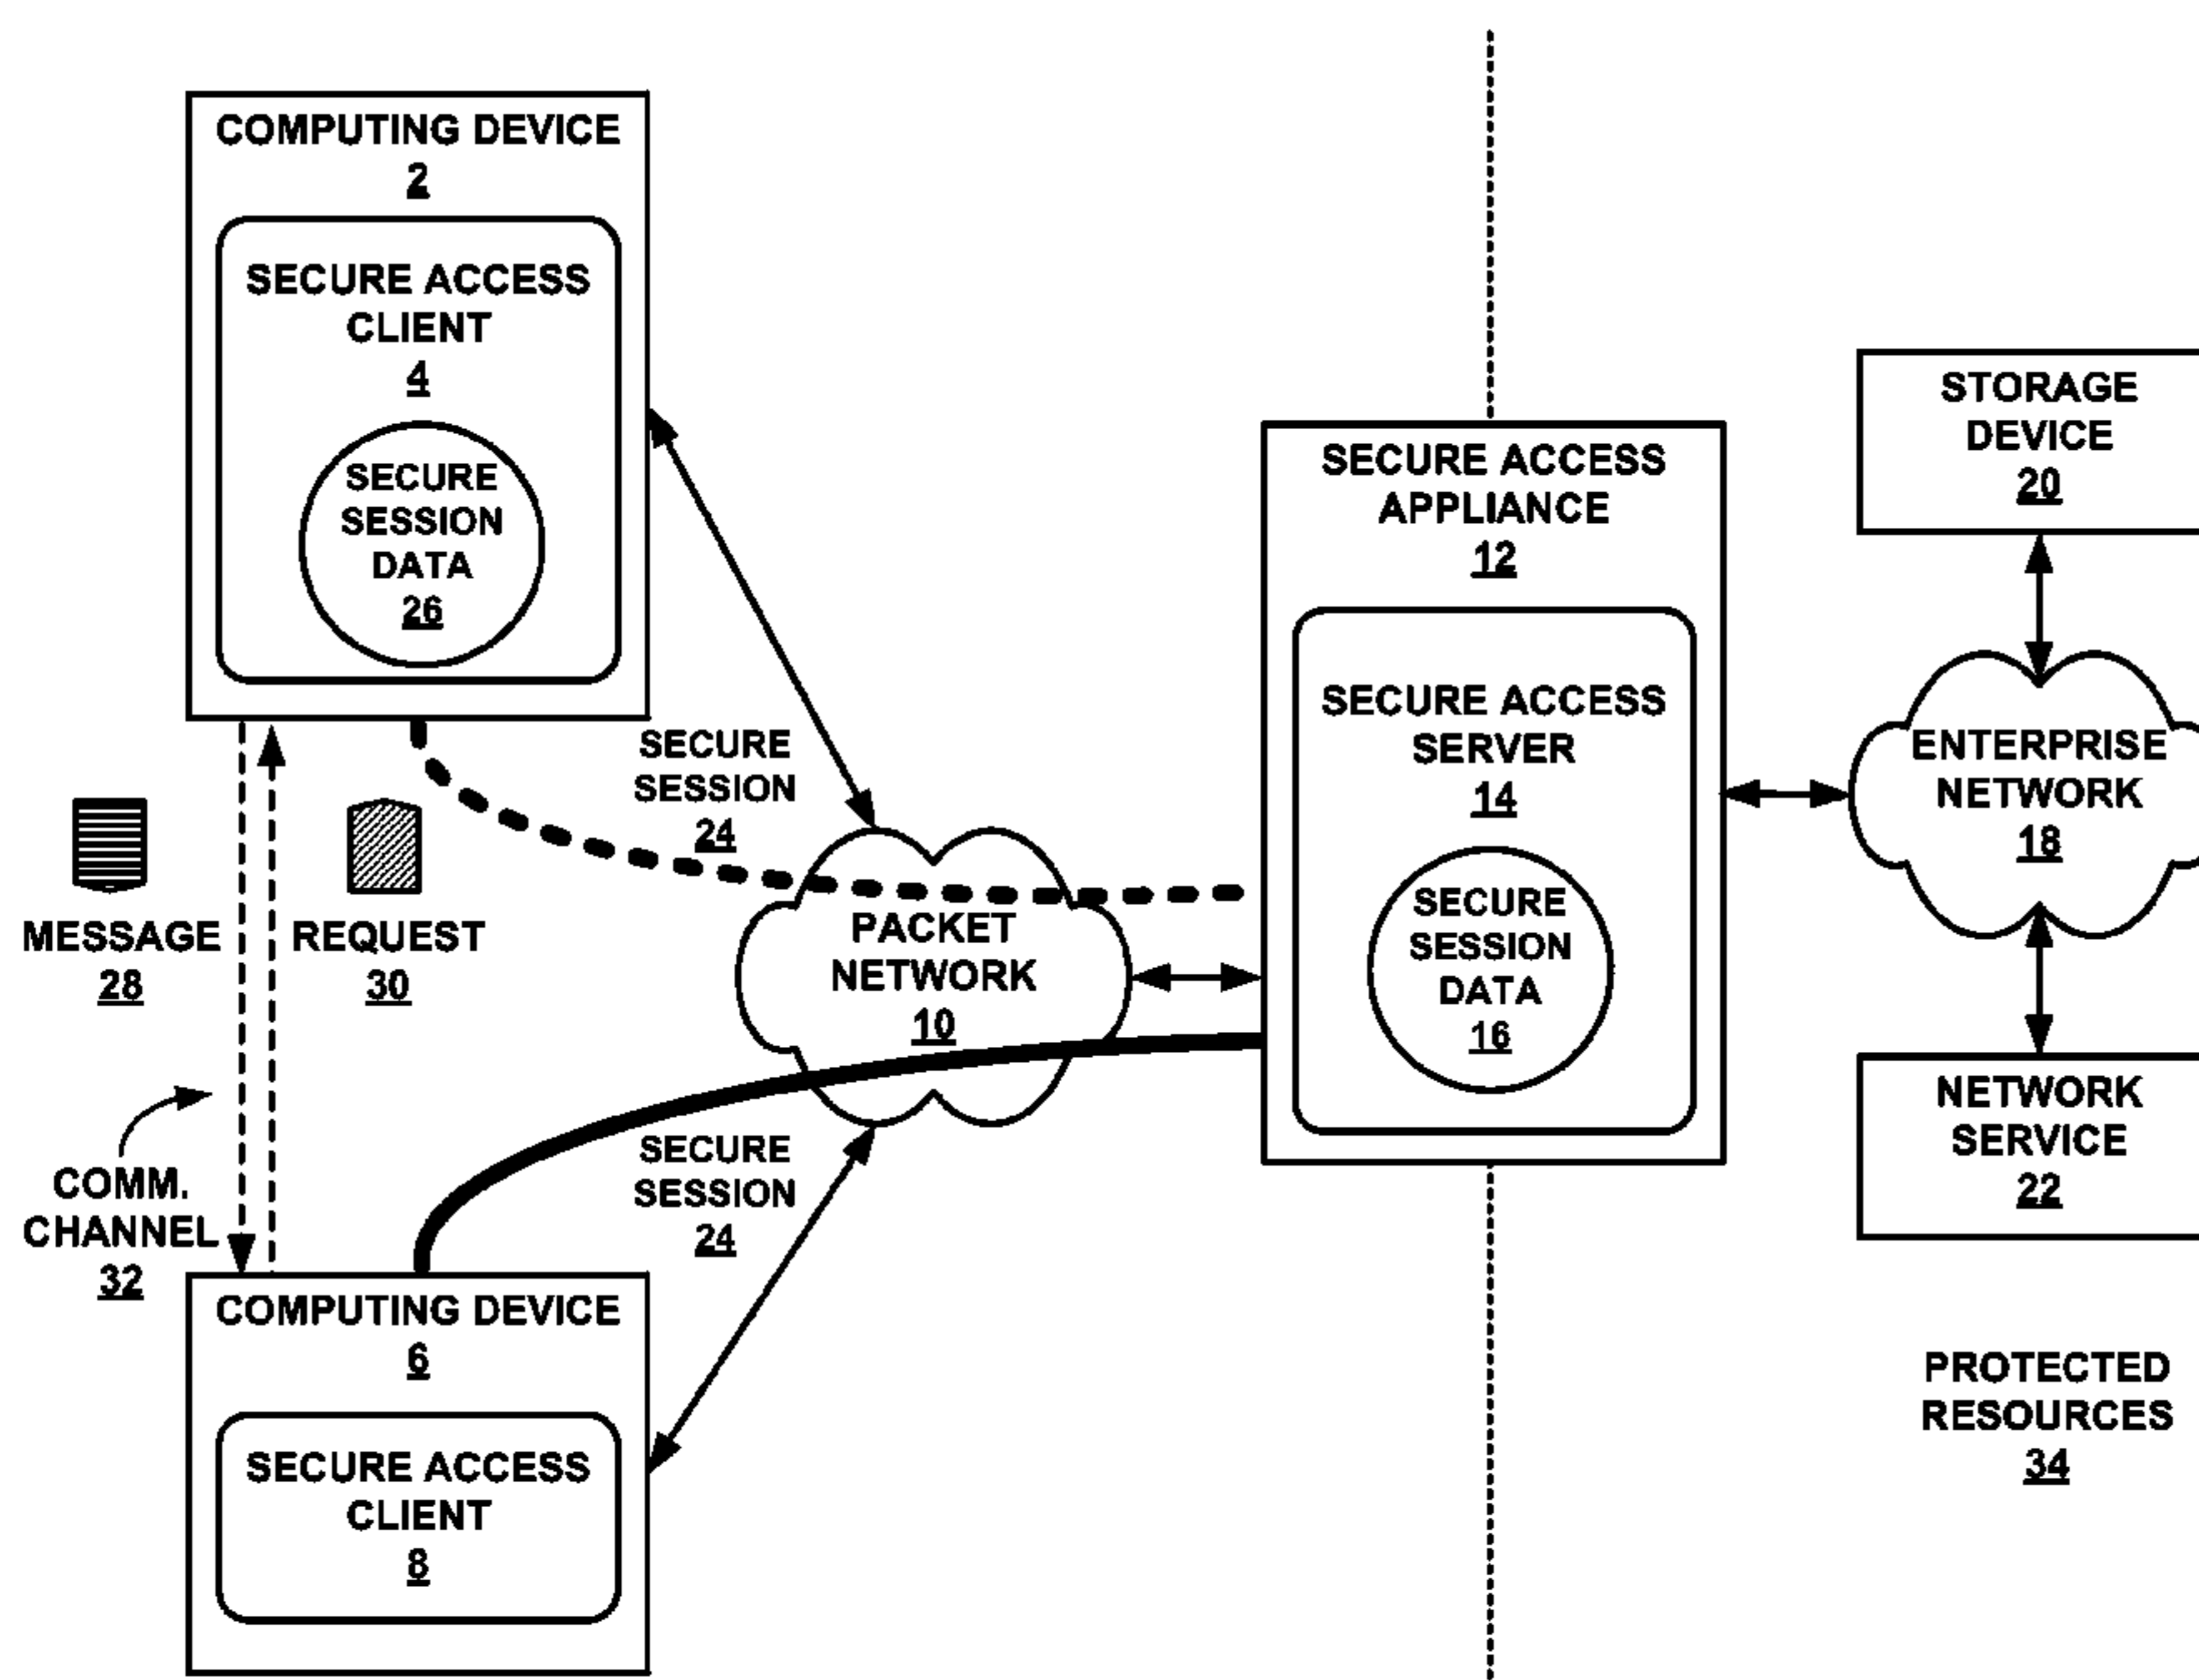 COMPUTING DEVICE
2
SECURE ACCESS
CLIENT
4
SECURE
SESSION
DATA
26
SECURE
SESSION
24
MESSAGE
28
REQUEST
30
COMM.
CHANNEL
32
COMPUTING DEVICE
6
SECURE ACCESS
CLIENT
8
SECURE
SESSION
24
PACKET
NETWORK
10
SECURE ACCESS
APPLIANCE
12
SECURE ACCESS
SERVER
14
SECURE
SESSION
DATA
16
STORAGE
DEVICE
20
ENTERPRISE
NETWORK
18
NETWORK
SERVICE
22
PROTECTED
RESOURCES
34